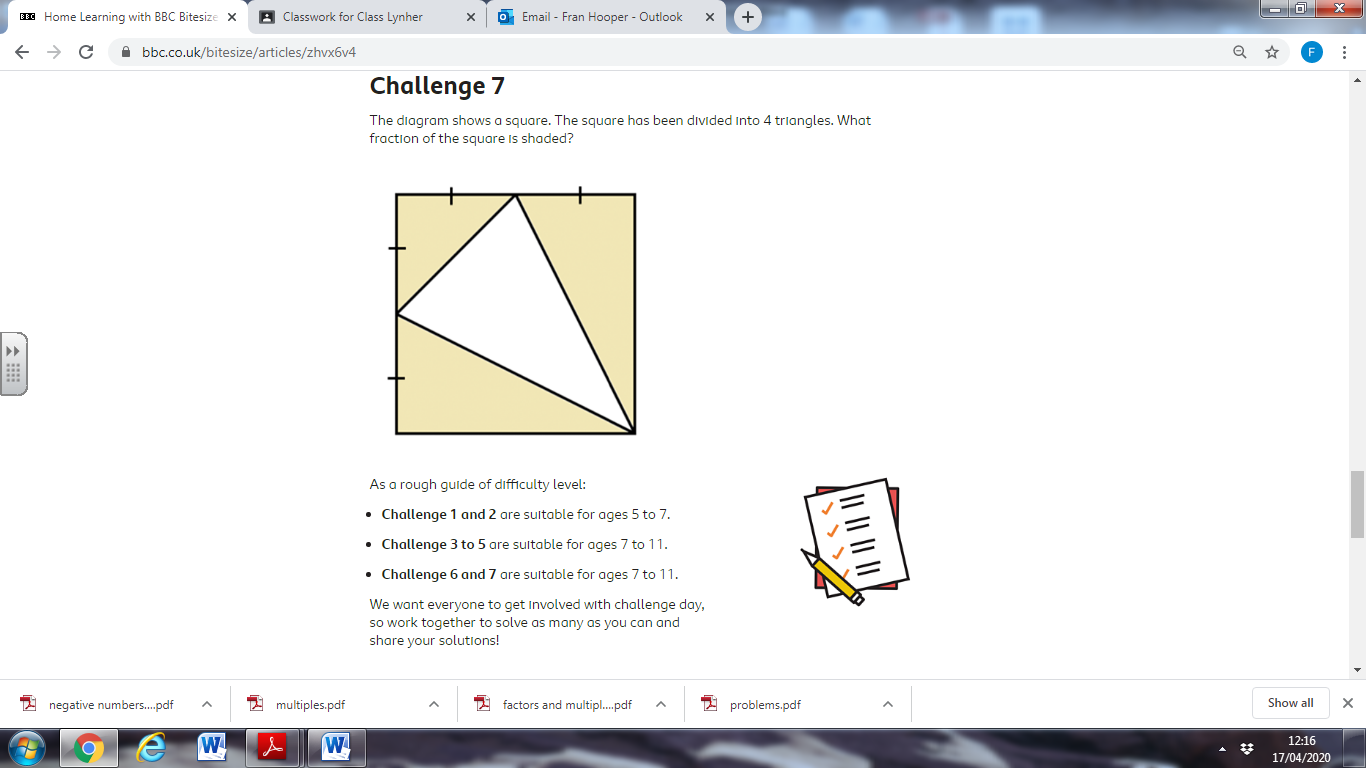 BBC Home Learning with BBC Bitesize
Classwork for Class Lynher
Email - Fran Hooper - Outlook
bbc.co.uk/bitesize/articles/zhvx6v4
F
Challenge 7
The diagram shows a square. The square has been divided into 4 triangles. What
fraction of the square is shaded?
As a rough guide of difficulty level:
• Challenge 1 and 2 are suitable for ages 5 to 7.
• Challenge 3 to 5 are suitable for ages 7 to 11.
• Challenge 6 and 7 are suitable for ages 7 to 11.
We want everyone to get involved with challenge day,
so work together to solve as many as you can and
share your solutions!
negative numbers....pdf
multiples.pdf
factors and multipl....pdf
problems.pdf
Show all
12:16
17/04/2020